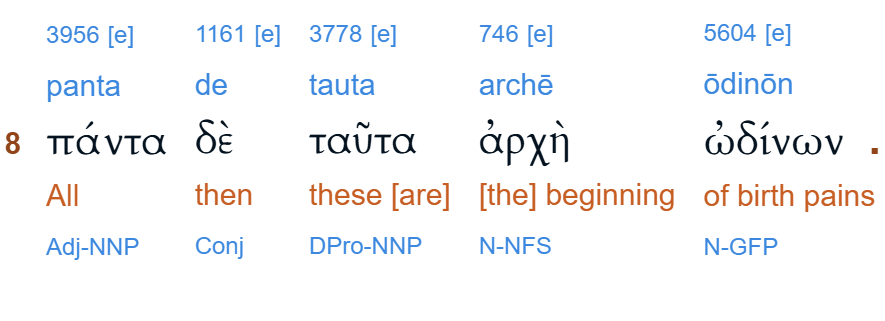 3956 [e] 1161 [e] 3778 [e] 746 [e] 5604 [e]
panta de tauta archē ōdinōn
8 πάντα δὲ ταῦτα ἀρχὴ ὠδίνων .
All then these [are] [the] beginning of birth pains
Adj-NNP Conj DPro-NNP N-NFS N-GFP